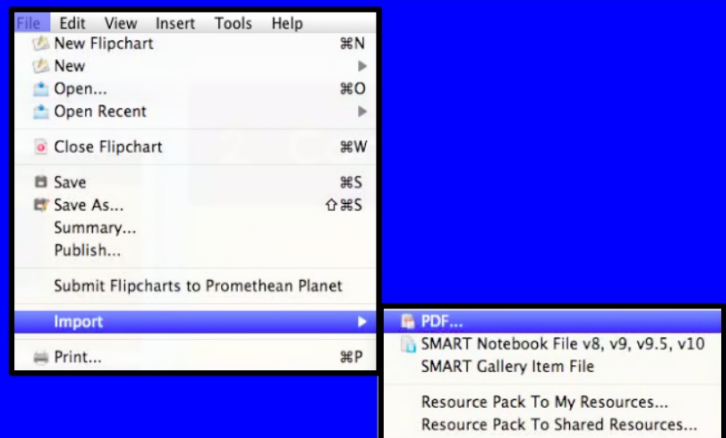 File Edit View Insert Tools Help
New Flipchart ⌘N
New
Open... ⌘O
Open Recent
Close Flipchart ⌘W
Save ⌘S
Save As... ⇧⌘S
Summary...
Publish...
Submit Flipcharts to Promethean Planet
Import
Print... ⌘P
PDF...
SMART Notebook File v8, v9, v9.5, v10
SMART Gallery Item File
Resource Pack To My Resources...
Resource Pack To Shared Resources...